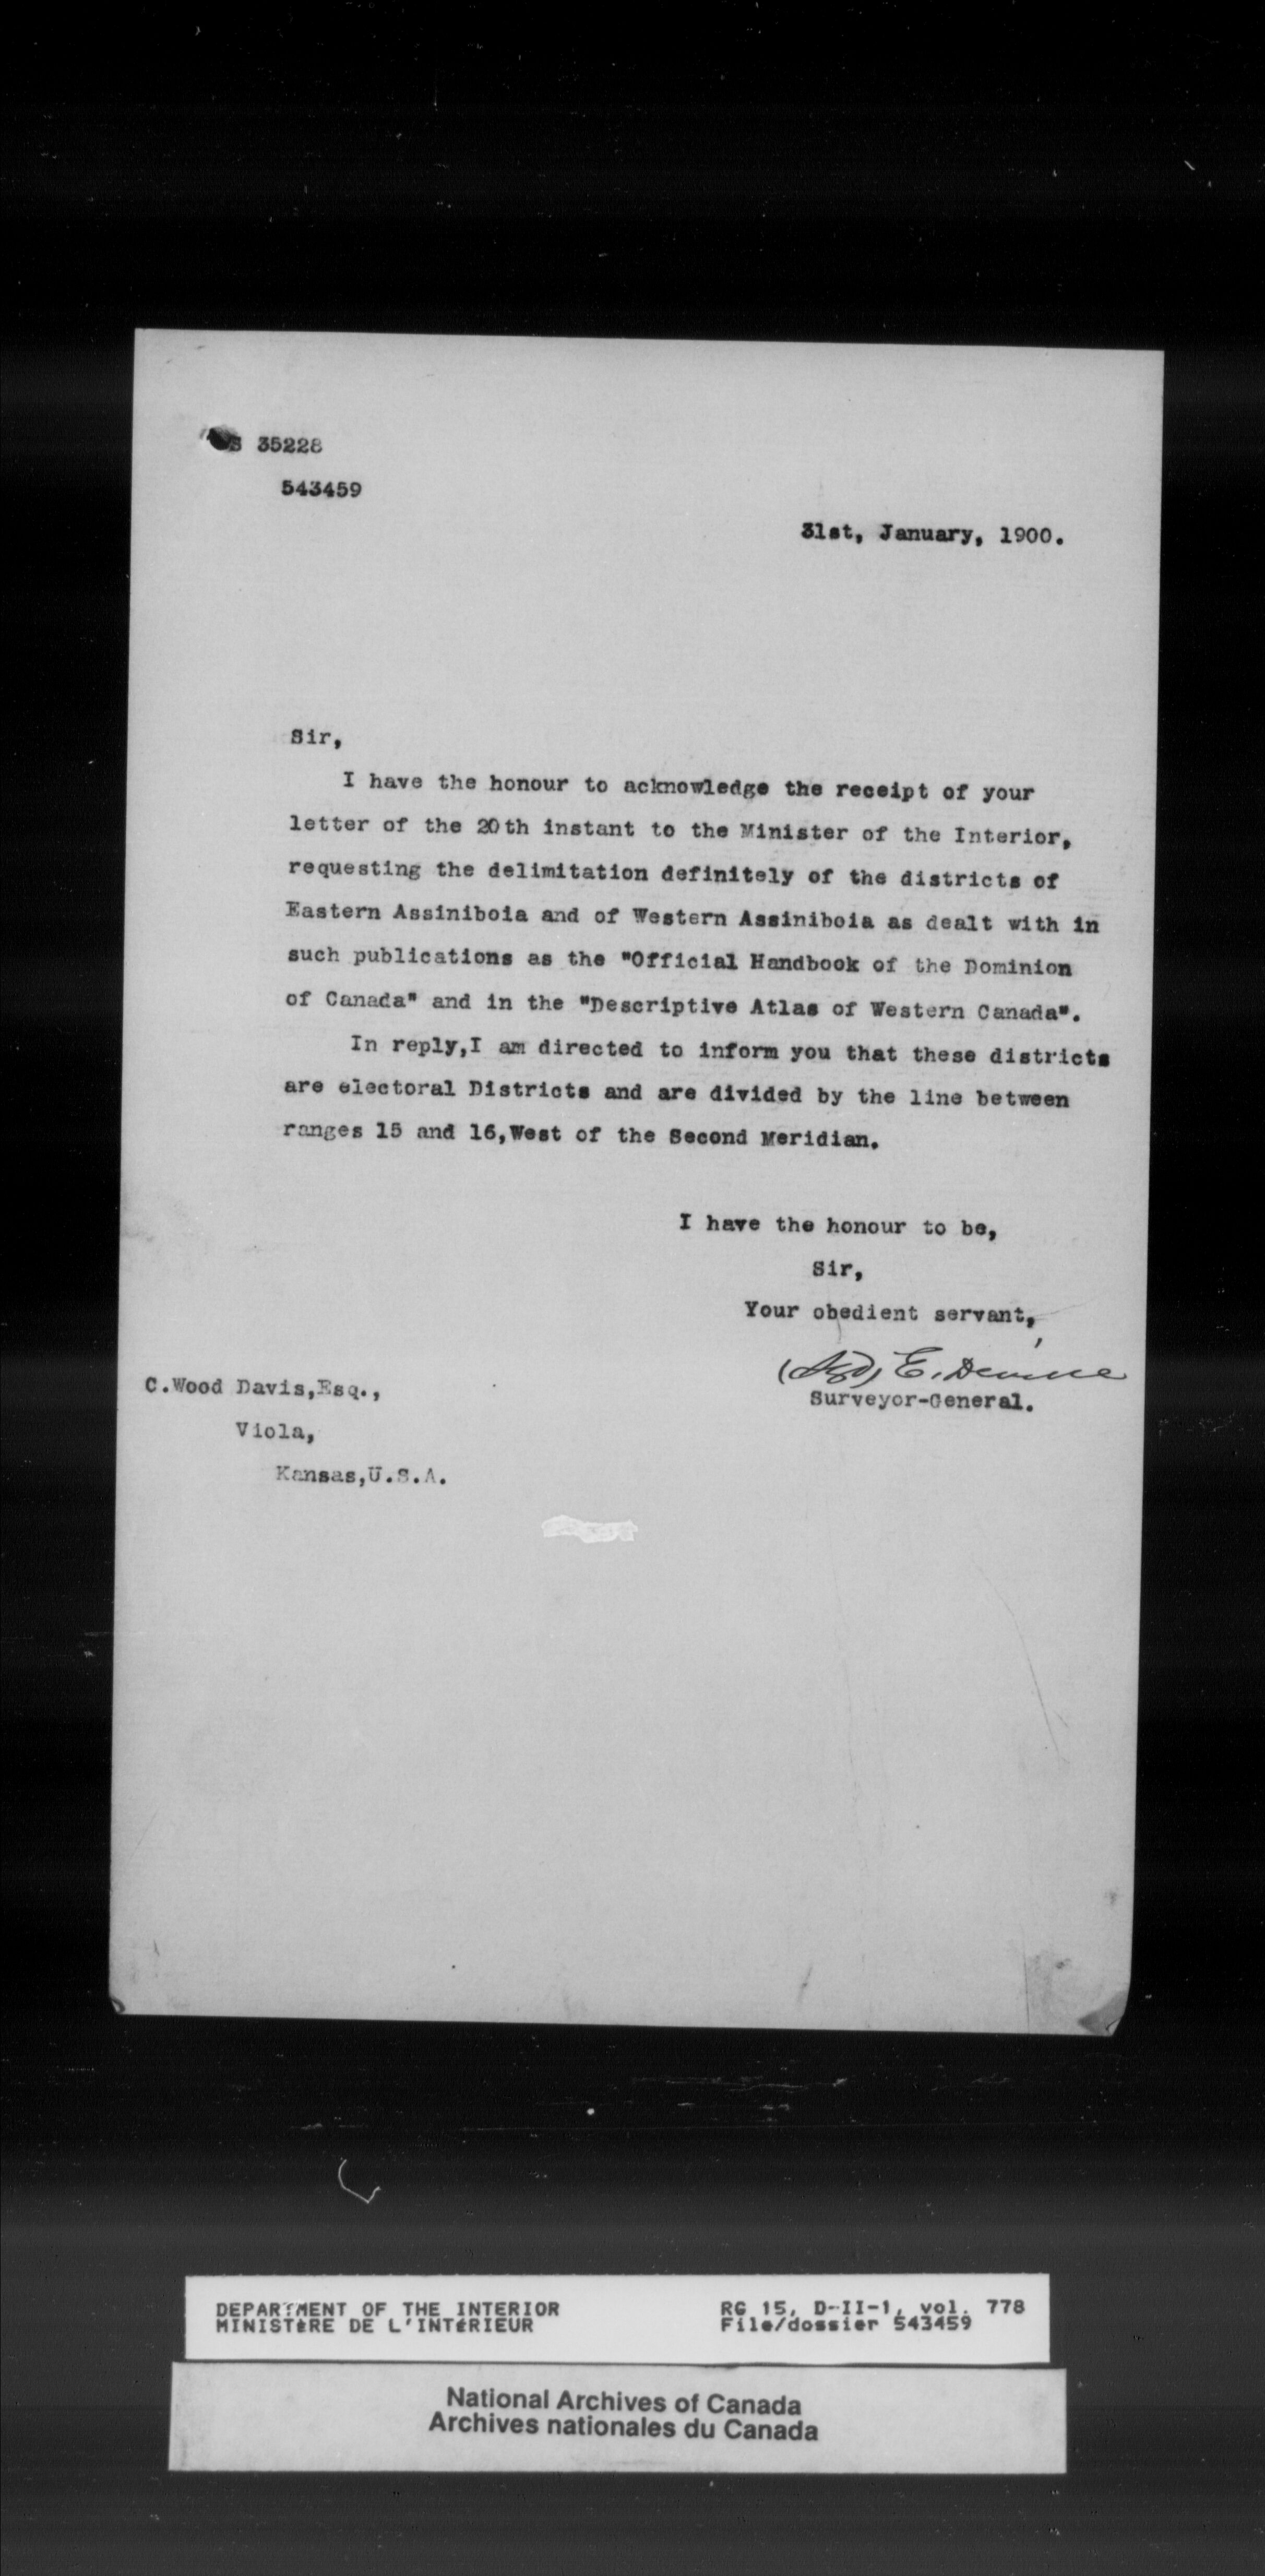 S 35228
543459
31st, January, 1900.
Sir,
I have the honour to acknowledge the receipt of your
letter of the 20th instant to the Minister of the Interior,
requesting the delimitation definitely of the districts of
Eastern Assiniboia and of Western Assiniboia as dealt with in
such publications as the "Official Handbook of the Dominion
of Canada" and in the "Descriptive Atlas of Western Canada".
In reply,I am directed to inform you that these districts
are electoral Districts and are divided by the line between
ranges 15 and 16,West of the Second Meridian.
I have the honour to be,
Sir,
Your obedient servant,
(Sgd) E.
Surveyor-General.
C.Wood Davis,Esq.,
Viola,
Kansas,U.S.A.
DEPARTMENT OF THE INTERIOR
MINISTÈRE DE L'INTÉRIEUR
RG 15, D-II-1, vol. 778
File/dossier 543459
National Archives of Canada
Archives nationales du Canada